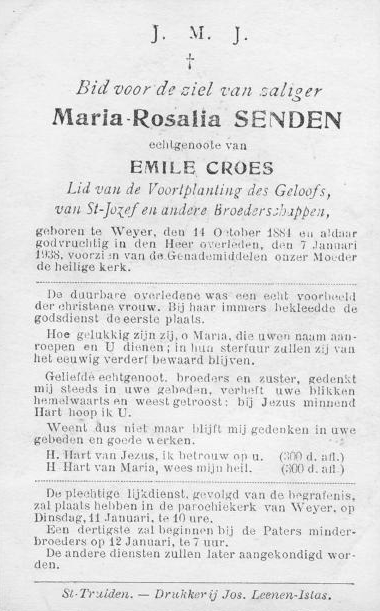 J. M. J.
†
Bid voor de ziel van zaliger
Maria-Rosalia SENDEN
echtgenoote van
EMILE CROES
Lid van de Voortplanting des Geloofs,
van St-Jozef en andere Broederschappen,
geboren te Weyer, den 14 October 1881 en aldaar
godvruchtig in den Heer overleden, den 7 Januari
1938, voorzien van de Genademiddelen onzer Moeder
de heilige kerk.
De duurbare overledene was een echt voorbeeld
der christene vrouw. Bij haar immers bekleedde de
godsdienst de eerste plaats.
Hoe gelukkig zijn zij, o Maria, die uwen naam aan-
roepen en U dienen; in hun sterfuur zullen zij van
het eeuwig verderf bewaard blijven.
Geliefde echtgenoot, broeders en zuster, gedenkt
mij steeds in uwe gebeden, verheft uwe blikken
hemelwaarts en weest getroost: bij Jezus minnend
Hart hoop ik U.
Weent dus niet maar blijft mij gedenken in uwe
gebeden en goede werken.
H. Hart van Jezus, ik betrouw op u. (300 d. afl.)
H Hart van Maria, wees mijn heil. (300 d. afl.)
De plechtige lijkdienst, gevolgd van de begrafenis,
zal plaats hebben in de parochiekerk van Weyer, op
Dinsdag, 11 Januari, te 10 ure.
Een dertigste zal beginnen bij de Paters minder-
broeders op 12 Januari, te 7 uur.
De andere diensten zullen later aangekondigd wor-
den.
St-Truiden. — Drukkerij Jos. Leenen-Istas.